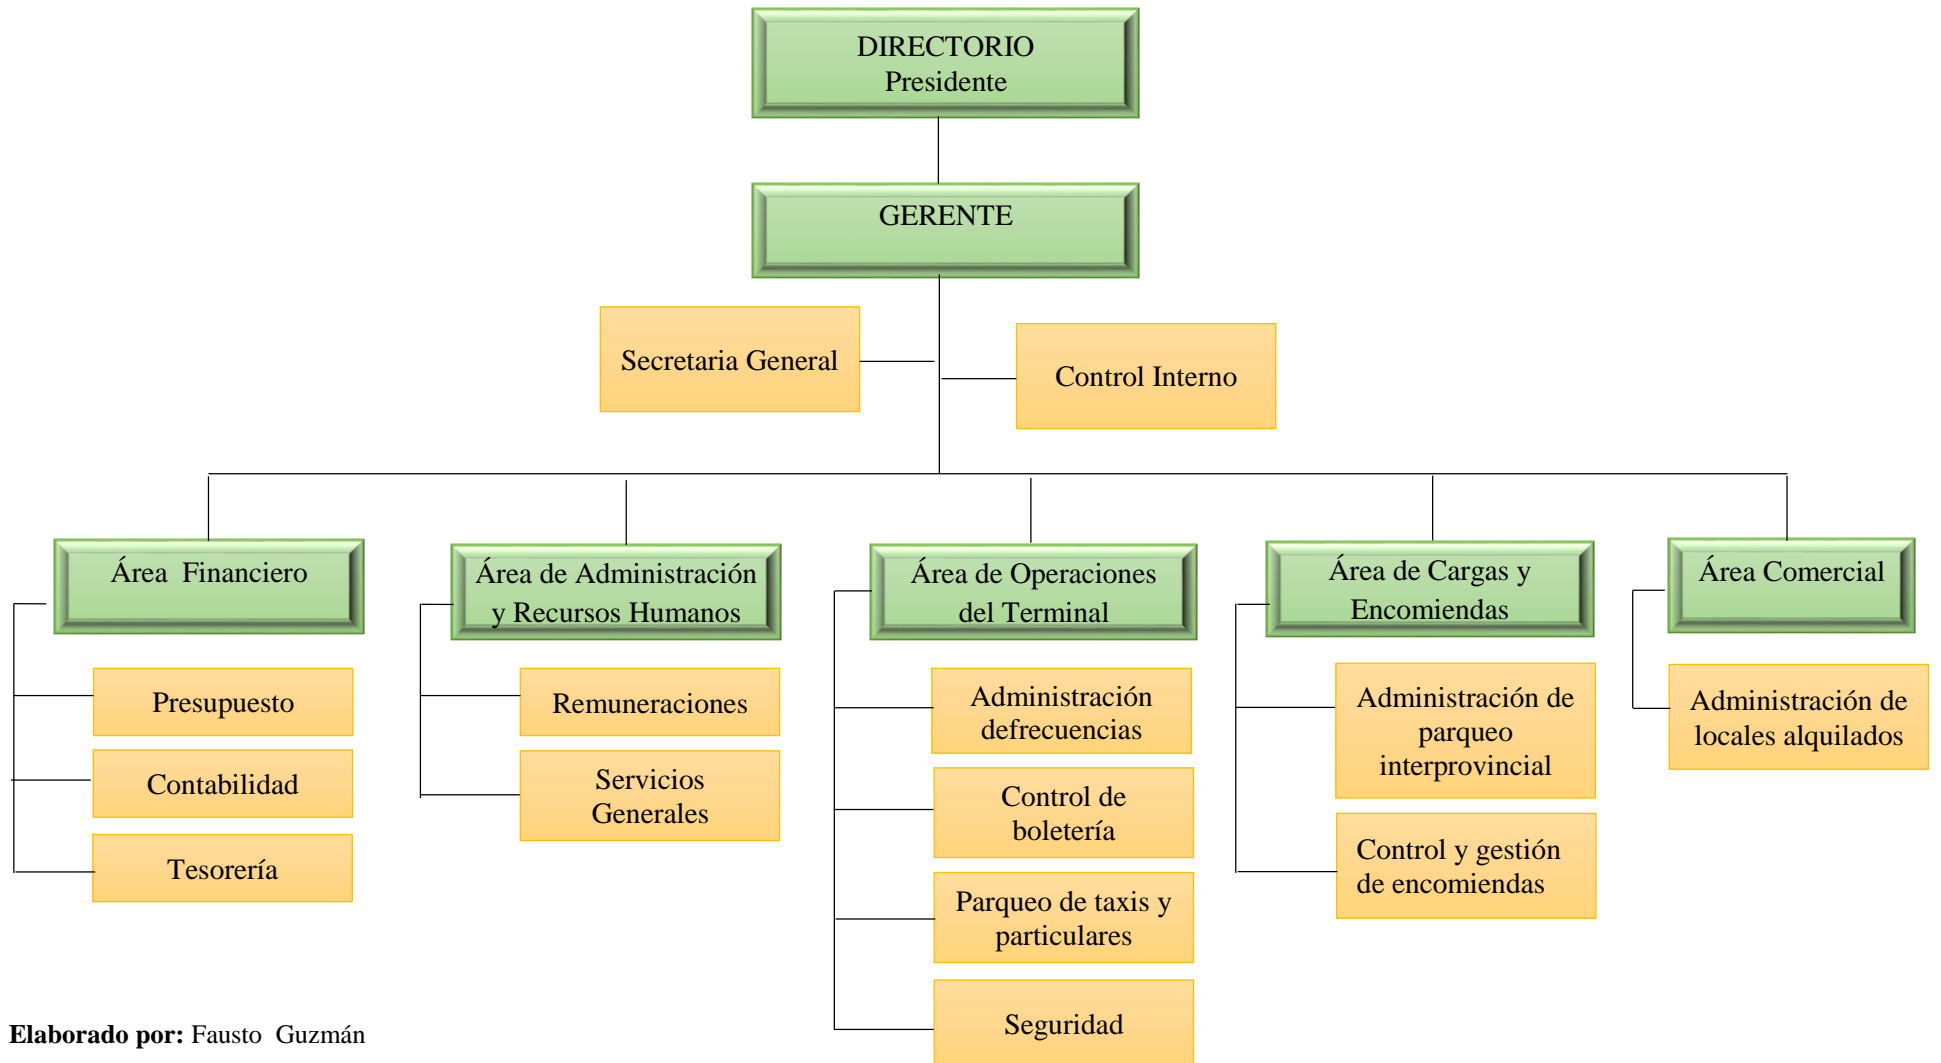 DIRECTORIO
Presidente
GERENTE
Secretaria General
Control Interno
Área  Financiero
Presupuesto
Contabilidad
Tesorería
Área de Administración
y Recursos Humanos
Remuneraciones
Servicios
Generales
Área de Operaciones
del Terminal
Administración
defrecuencias
Control de
boletería
Parqueo de taxis y
particulares
Seguridad
Área de Cargas y
Encomiendas
Administración de
parqueo
interprovincial
Control y gestión
de encomiendas
Área Comercial
Administración de
locales alquilados
Elaborado por: Fausto  Guzmán